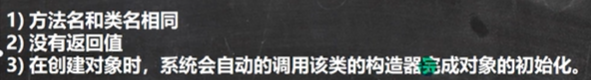 1) 方法名和类名相同
2) 没有返回值
3) 在创建对象时，系统会自动的调用该类的构造器完成对象的初始化。